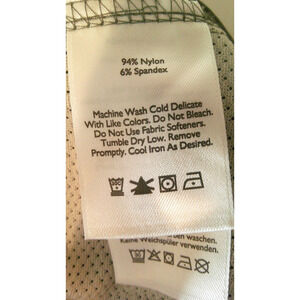 94% Nylon
6% Spandex
Machine Wash Cold Delicate
With Like Colors. Do Not Bleach.
Do Not Use Fabric Softeners.
Tumble Dry Low. Remove
Promptly. Cool Iron As Desired.
waschen.
Keine Weichspüler verwenden